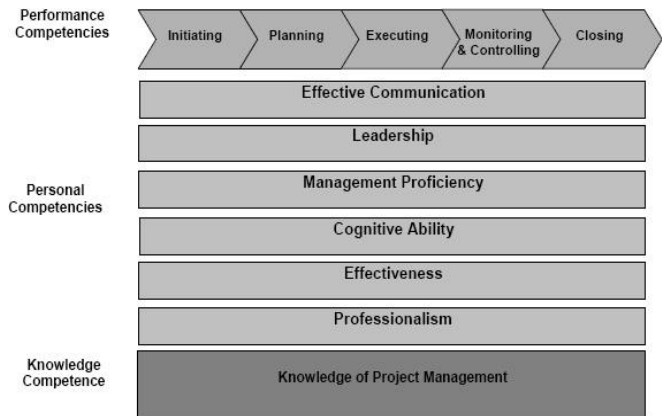 Performance
Competencies
Initiating
Planning
Executing
Monitoring
& Controlling
Closing
Effective Communication
Leadership
Management Proficiency
Personal
Competencies
Cognitive Ability
Effectiveness
Professionalism
Knowledge
Competence
Knowledge of Project Management